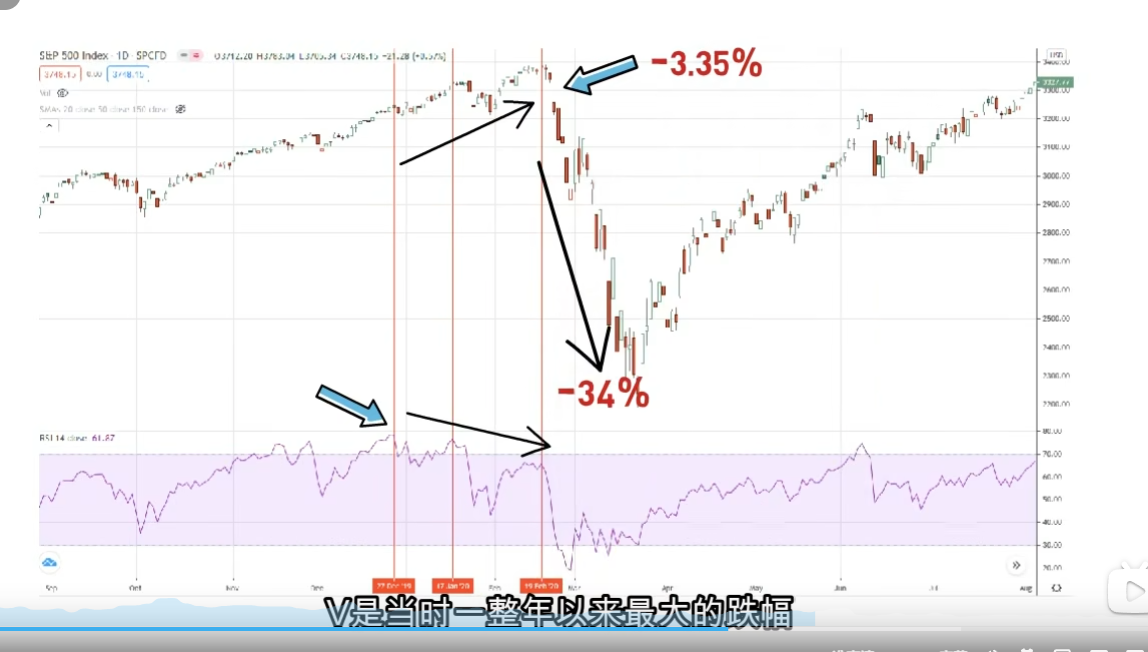 S&P 500 Index · 1D · SPCFD
O3712.20 H3783.04 L3705.34 C3748.15 −21.28 (+0.57%)
3748.15 0.00 3748.15
Vol
SMAs 20 close 50 close 150 close
−3.35%
−34%
USD
3400.00
3300.00
3200.00
3100.00
3000.00
2900.00
2800.00
2700.00
2600.00
2500.00
2400.00
2300.00
2200.00
RSI 14 close 61.87
80.00
70.00
60.00
50.00
40.00
30.00
20.00
Sep Oct Nov Dec 27 Dec '19 17 Jan '20 Feb 19 Feb '20 Mar Apr May Jun Jul Aug
V是当时一整年以来最大的跌幅